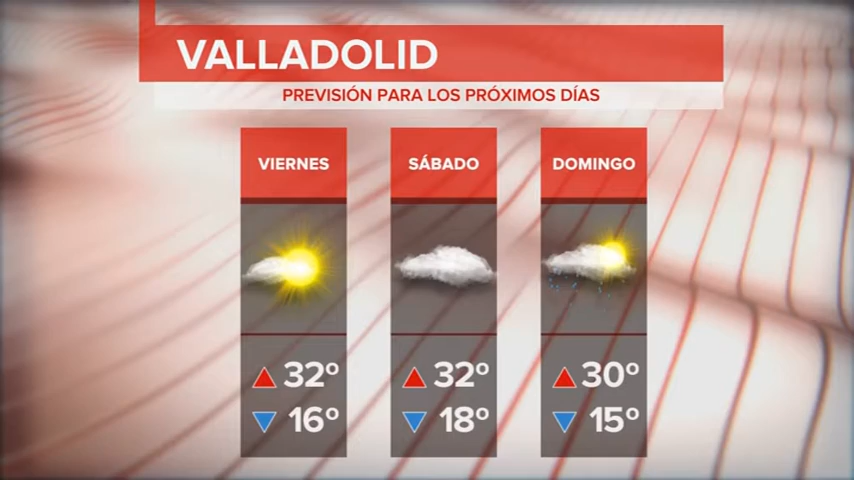 VALLADOLID
PREVISIÓN PARA LOS PRÓXIMOS DÍAS
VIERNES SÁBADO DOMINGO
32º 32º 30º
16º 18º 15º